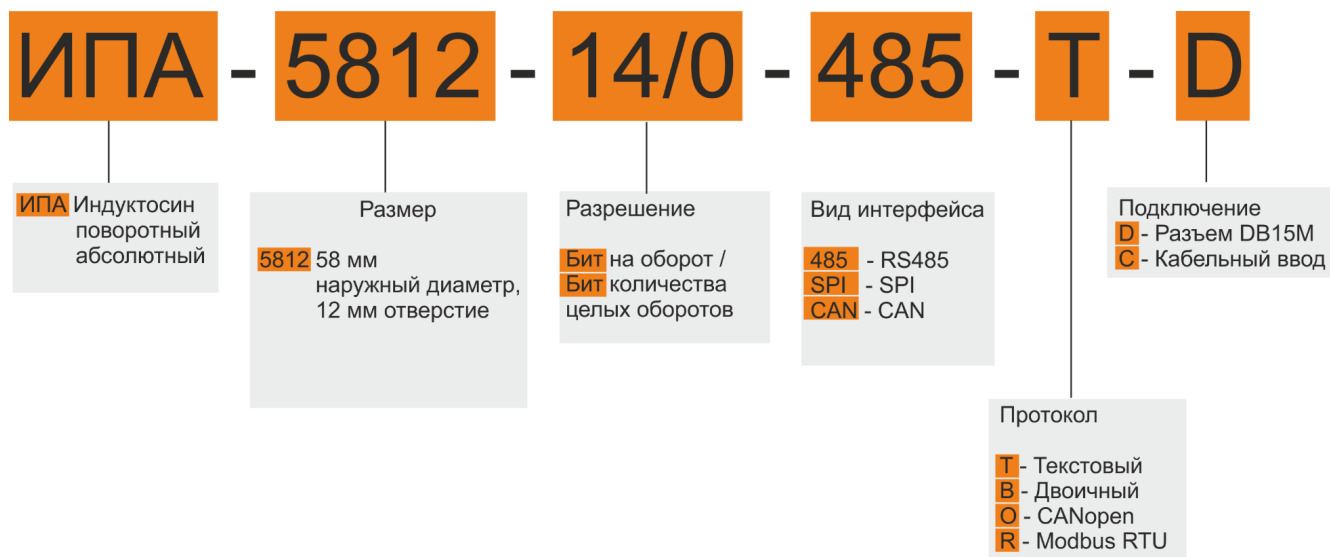 ИПА - 5812 - 14/0 - 485 - T - D
ИПА Индуктосин
поворотный
абсолютный
Размер
5812 58 мм
наружный диаметр,
12 мм отверстие
Разрешение
Бит на оборот /
Бит количества
целых оборотов
Вид интерфейса
485 - RS485
SPI - SPI
CAN - CAN
Подключение
D - Разъем DB15M
C - Кабельный ввод
Протокол
T - Текстовый
B - Двоичный
O - CANopen
R - Modbus RTU